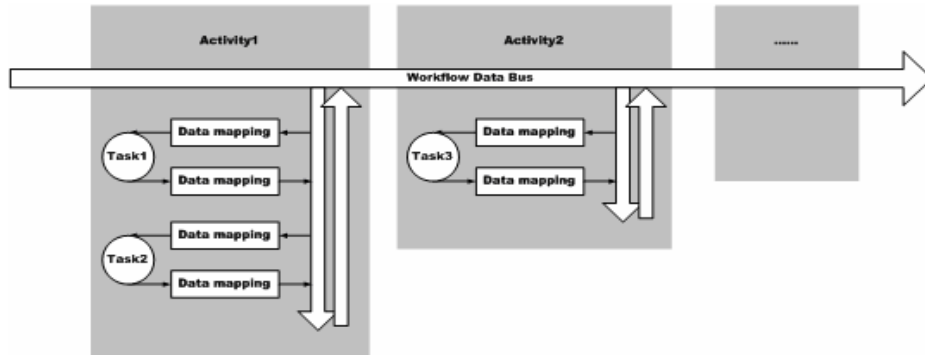 Activity1
Activity2
.......
Workflow Data Bus
Data mapping
Task1
Data mapping
Data mapping
Task2
Data mapping
Data mapping
Task3
Data mapping